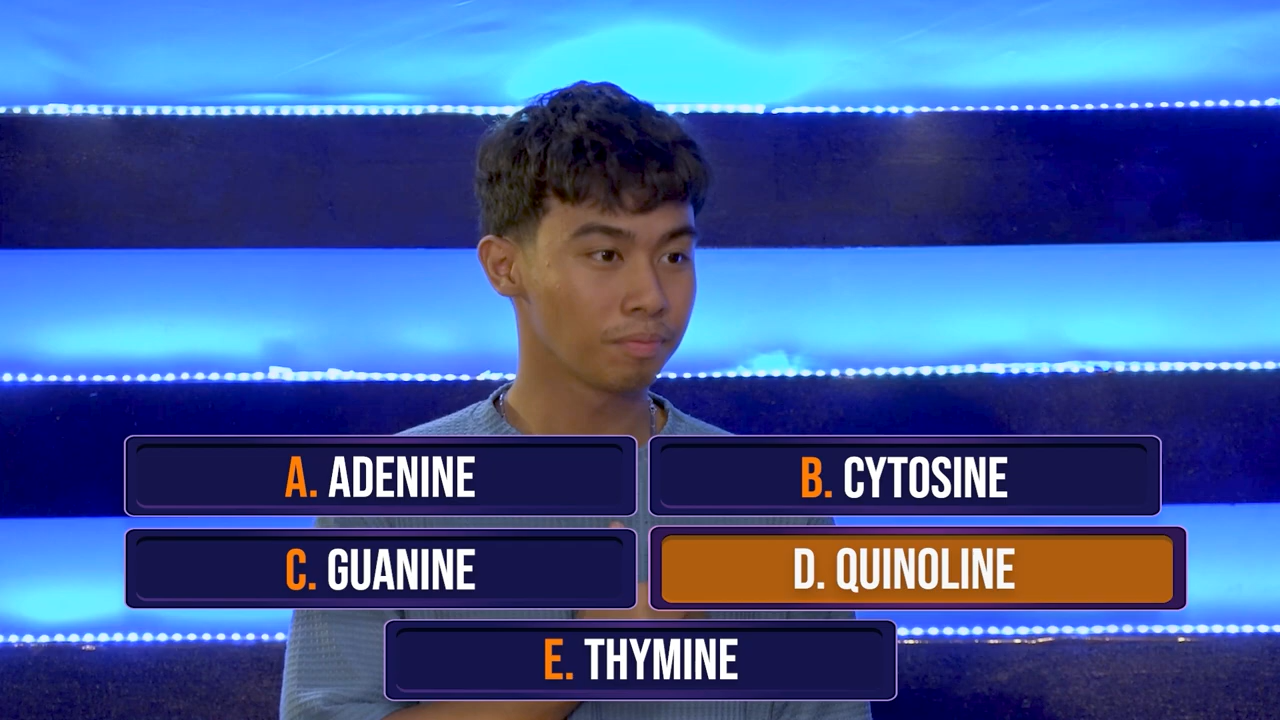 A. ADENINE
B. CYTOSINE
C. GUANINE
D. QUINOLINE
E. THYMINE